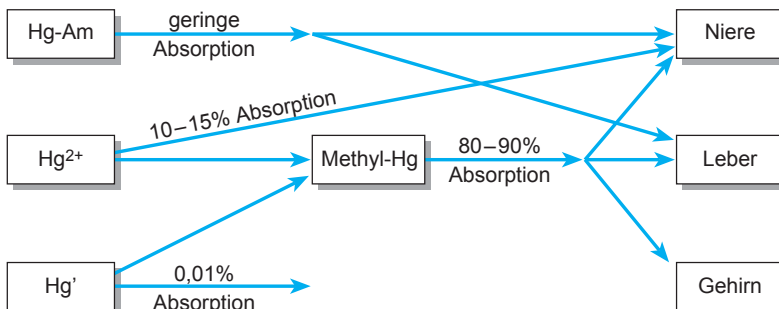 Hg-Am
geringe
Absorption
Niere
10–15% Absorption
Hg²⁺
Methyl-Hg
80–90%
Absorption
Leber
Hg’
0,01%
Absorption
Gehirn